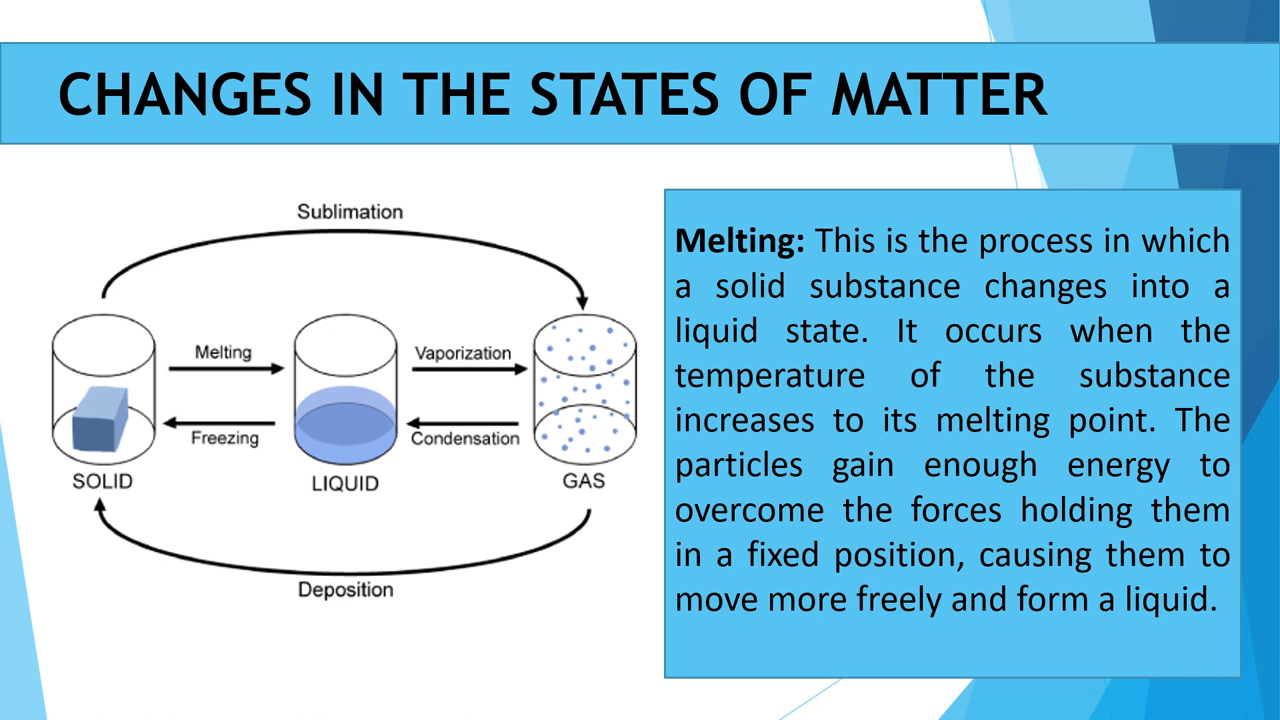 CHANGES IN THE STATES OF MATTER
Sublimation
Melting
Vaporization
Freezing
Condensation
SOLID
LIQUID
GAS
Deposition
Melting: This is the process in which
a solid substance changes into a
liquid state. It occurs when the
temperature of the substance
increases to its melting point. The
particles gain enough energy to
overcome the forces holding them
in a fixed position, causing them to
move more freely and form a liquid.